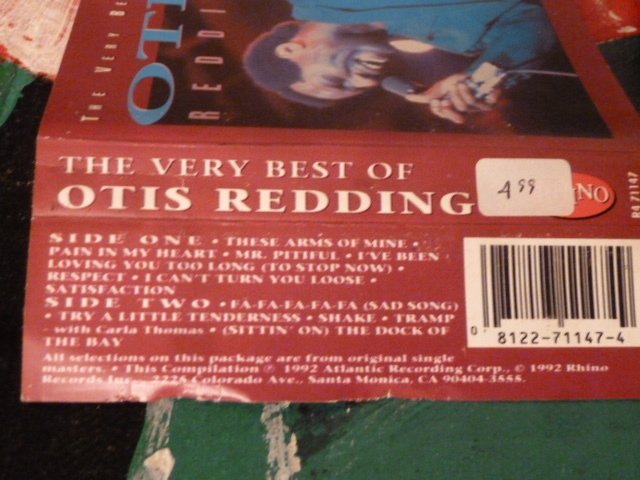 THE VERY BE
OTI
REDDI
THE VERY BEST OF
OTIS REDDING
4.99
INO
R4 71147
SIDE ONE • THESE ARMS OF MINE •
PAIN IN MY HEART • MR. PITIFUL • I'VE BEEN
LOVING YOU TOO LONG (TO STOP NOW) •
RESPECT • I CAN'T TURN YOU LOOSE •
SATISFACTION
SIDE TWO • FA-FA-FA-FA-FA (SAD SONG)
• TRY A LITTLE TENDERNESS • SHAKE • TRAMP
- with Carla Thomas • (SITTIN' ON) THE DOCK OF
THE BAY
All selections on this package are from original single
masters. • This Compilation ℗ 1992 Atlantic Recording Corp., © 1992 Rhino
Records Inc., 2225 Colorado Ave., Santa Monica, CA 90404-3555.
0 8122-71147-4